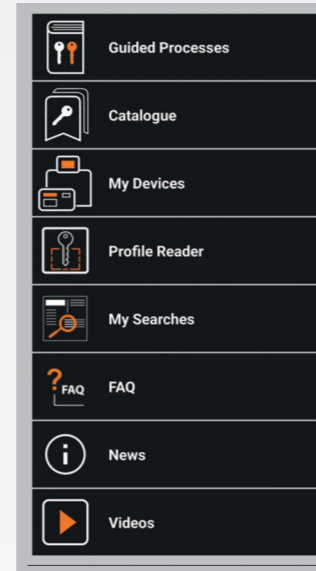 Guided Processes
Catalogue
My Devices
Profile Reader
My Searches
FAQ FAQ
News
Videos